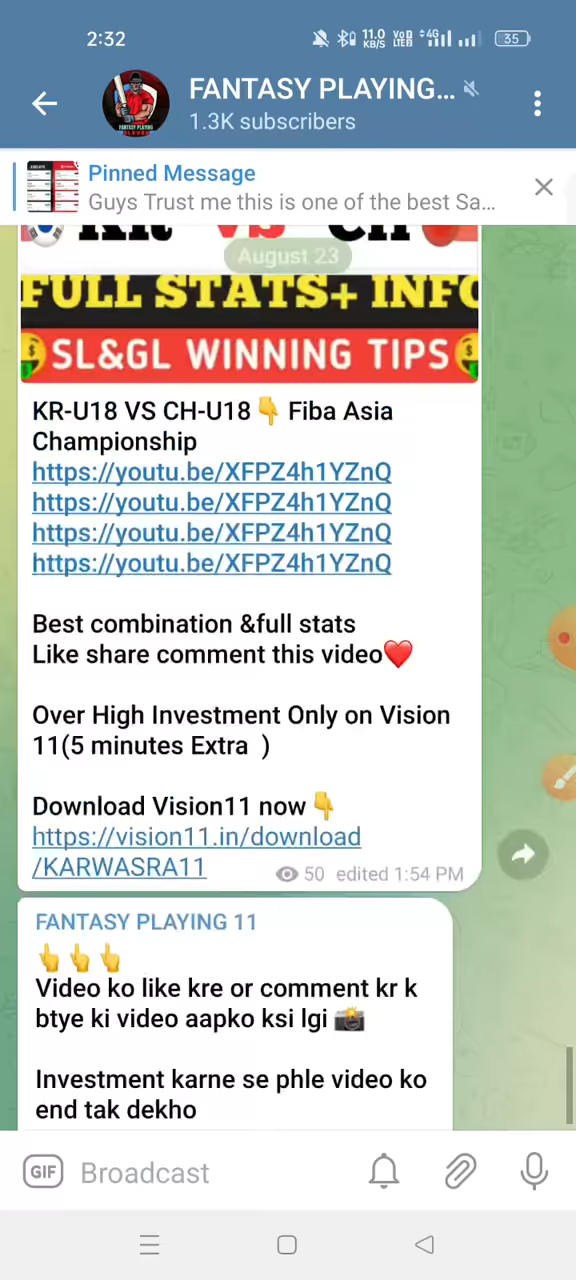 2:32
11.0
KB/S
Vo
LTE
4G
35
FANTASY PLAYING...
1.3K subscribers
FANTASY PLAYING
Pinned Message
Guys Trust me this is one of the best Sa...
VS
August 23
FULL STATS+ INFO
SL&GL WINNING TIPS
KR-U18 VS CH-U18👇 Fiba Asia
Championship
https://youtu.be/XFPZ4h1YZnQ
https://youtu.be/XFPZ4h1YZnQ
https://youtu.be/XFPZ4h1YZnQ
https://youtu.be/XFPZ4h1YZnQ
Best combination &full stats
Like share comment this video❤️
Over High Investment Only on Vision
11(5 minutes Extra  )
Download Vision11 now👇
https://vision11.in/download
/KARWASRA11
50 edited 1:54 PM
FANTASY PLAYING 11
👆👆👆
Video ko like kre or comment kr k
btye ki video aapko ksi lgi 📸
Investment karne se phle video ko
end tak dekho
GIF Broadcast